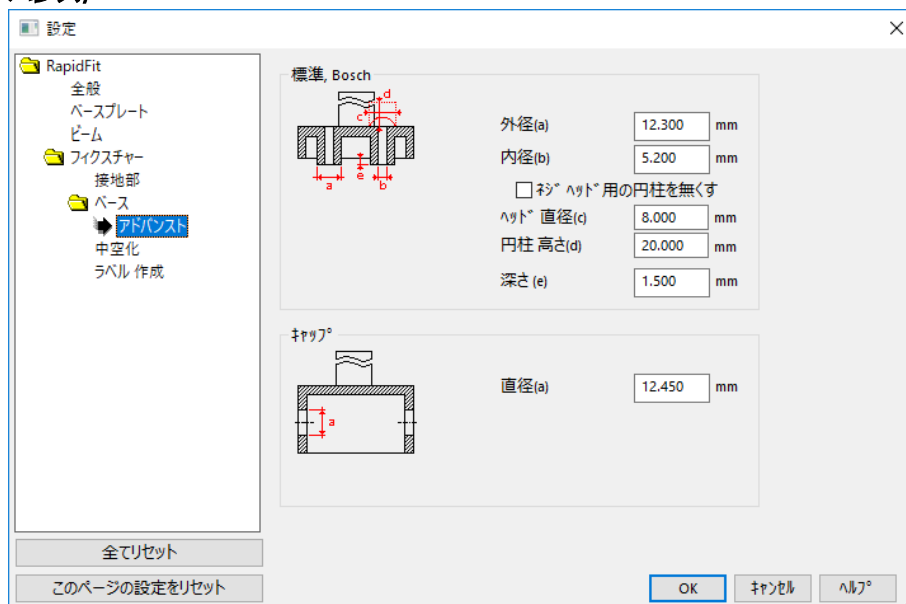 設定
RapidFit
全般
ベースプレート
ビーム
フィクスチャー
接地部
ベース
アドバンスト
中空化
ラベル 作成
全てリセット
このページの設定をリセット
標準, Bosch
d
c
a
e
b
外径(a) 12.300 mm
内径(b) 5.200 mm
ﾈｼﾞ ﾍｯﾄﾞ用の円柱を無くす
ﾍｯﾄﾞ 直径(c) 8.000 mm
円柱 高さ(d) 20.000 mm
深さ (e) 1.500 mm
ｷｬｯﾌﾟ
a
直径(a) 12.450 mm
OK ｷｬﾝｾﾙ ﾍﾙﾌﾟ